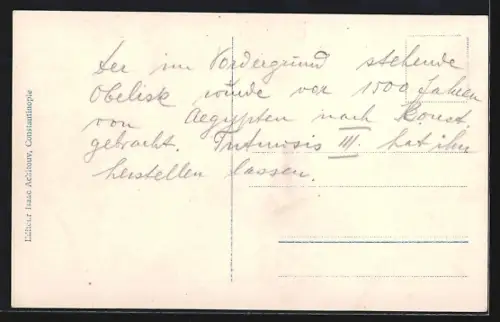 Der im Vordergrund stehende
Obelisk wurde vor 1500 Jahren
von Aegypten nach Konst.
gebracht. Tutmosis III. hat ihn
herstellen lassen.
Editeur Isaac Achitouv, Constantinople